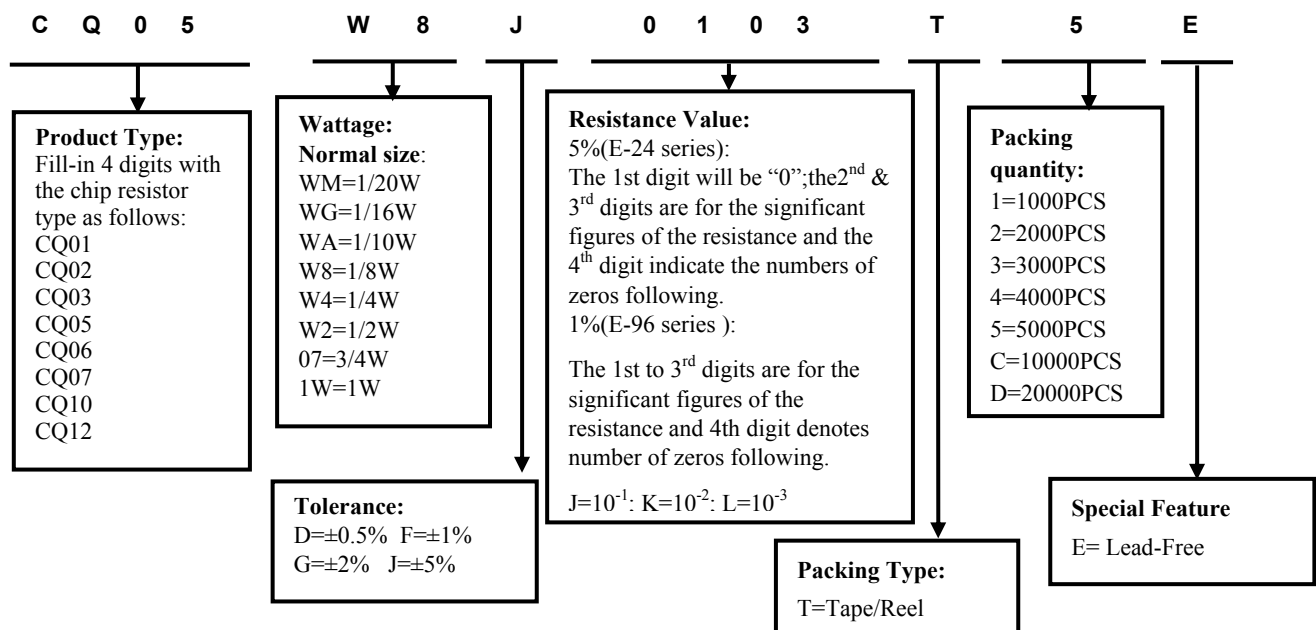 C Q 0 5 W 8 J 0 1 0 3 T 5 E
Product Type:
Fill-in 4 digits with
the chip resistor
type as follows:
CQ01
CQ02
CQ03
CQ05
CQ06
CQ07
CQ10
CQ12
Wattage:
Normal size:
WM=1/20W
WG=1/16W
WA=1/10W
W8=1/8W
W4=1/4W
W2=1/2W
07=3/4W
1W=1W
Tolerance:
D=±0.5% F=±1%
G=±2% J=±5%
Resistance Value:
5%(E-24 series):
The 1st digit will be “0”;the2nd &
3rd digits are for the significant
figures of the resistance and the
4th digit indicate the numbers of
zeros following.
1%(E-96 series ):
The 1st to 3rd digits are for the
significant figures of the
resistance and 4th digit denotes
number of zeros following.
J=10-1; K=10-2; L=10-3
Packing Type:
T=Tape/Reel
Packing
quantity:
1=1000PCS
2=2000PCS
3=3000PCS
4=4000PCS
5=5000PCS
C=10000PCS
D=20000PCS
Special Feature
E= Lead-Free